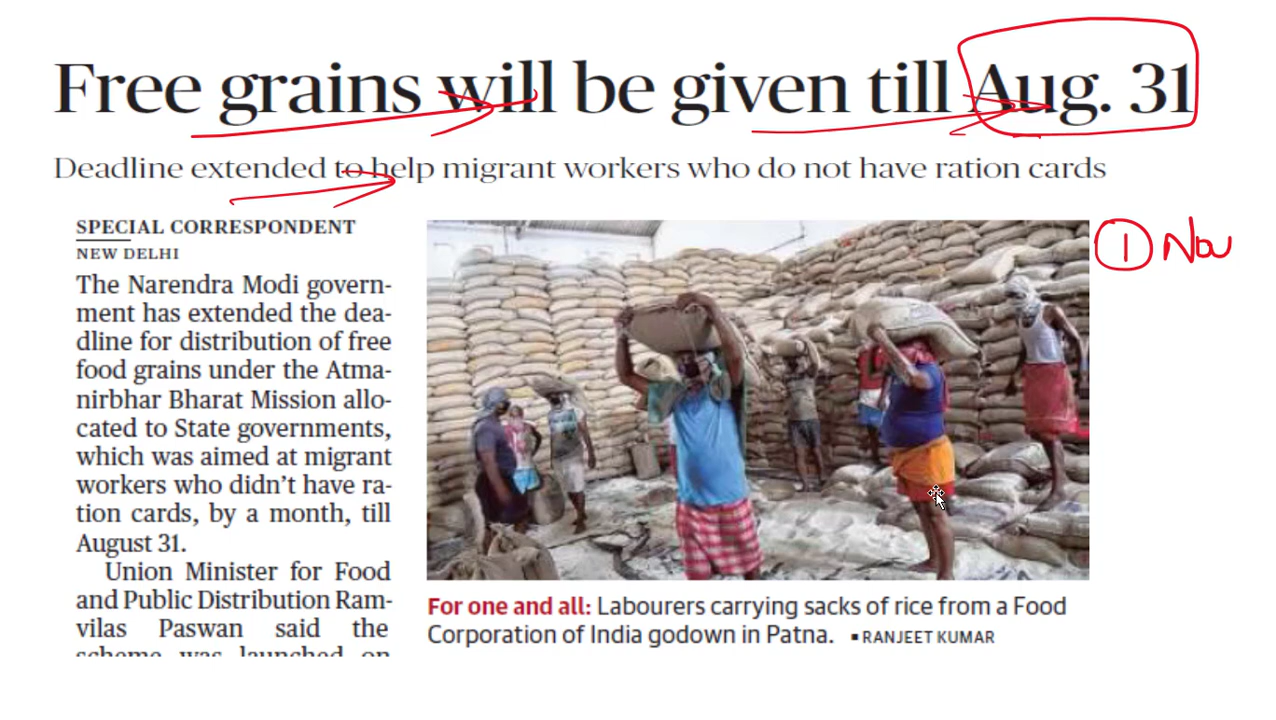 Free grains will be given till Aug. 31
Deadline extended to help migrant workers who do not have ration cards
SPECIAL CORRESPONDENT
NEW DELHI
The Narendra Modi govern-
ment has extended the dea-
dline for distribution of free
food grains under the Atma-
nirbhar Bharat Mission allo-
cated to State governments,
which was aimed at migrant
workers who didn't have ra-
tion cards, by a month, till
August 31.
Union Minister for Food
and Public Distribution Ram-
vilas Paswan said the
scheme was launched on
1 Nov
For one and all: Labourers carrying sacks of rice from a Food
Corporation of India godown in Patna. ▪ RANJEET KUMAR